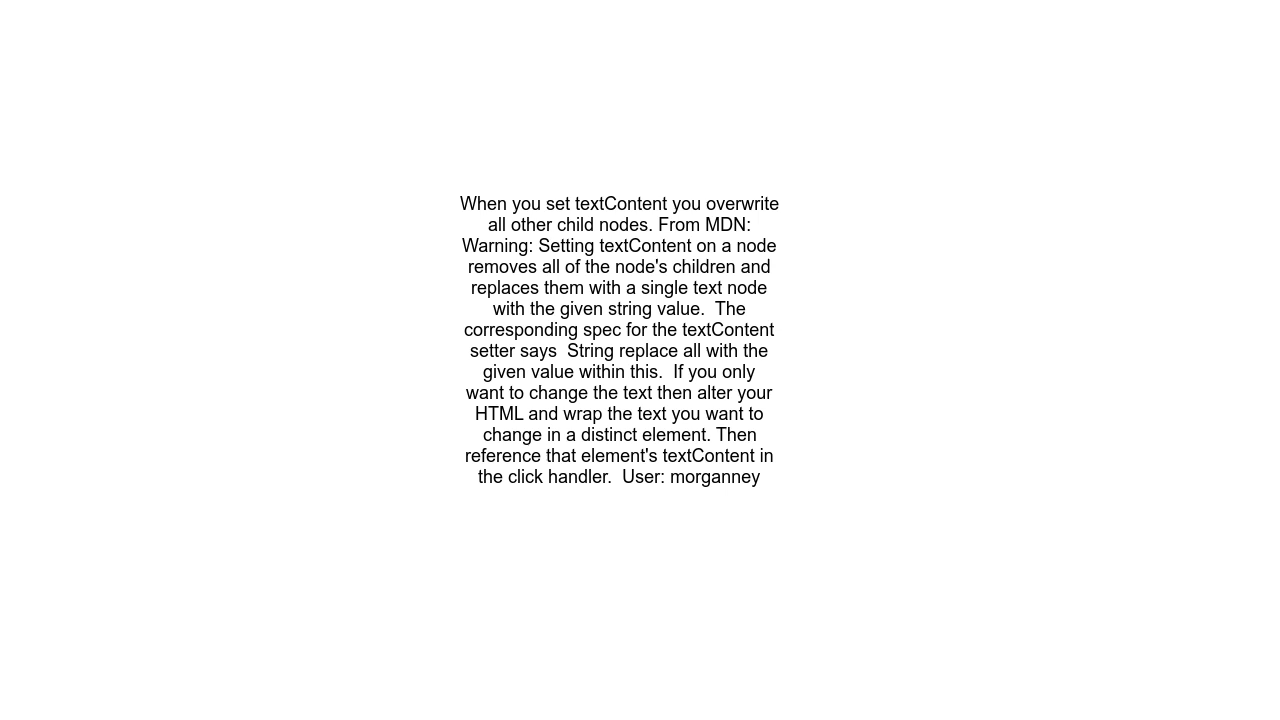 When you set textContent you overwrite
all other child nodes. From MDN:
Warning: Setting textContent on a node
removes all of the node's children and
replaces them with a single text node
with the given string value.  The
corresponding spec for the textContent
setter says  String replace all with the
given value within this.  If you only
want to change the text then alter your
HTML and wrap the text you want to
change in a distinct element. Then
reference that element's textContent in
the click handler.  User: morganney